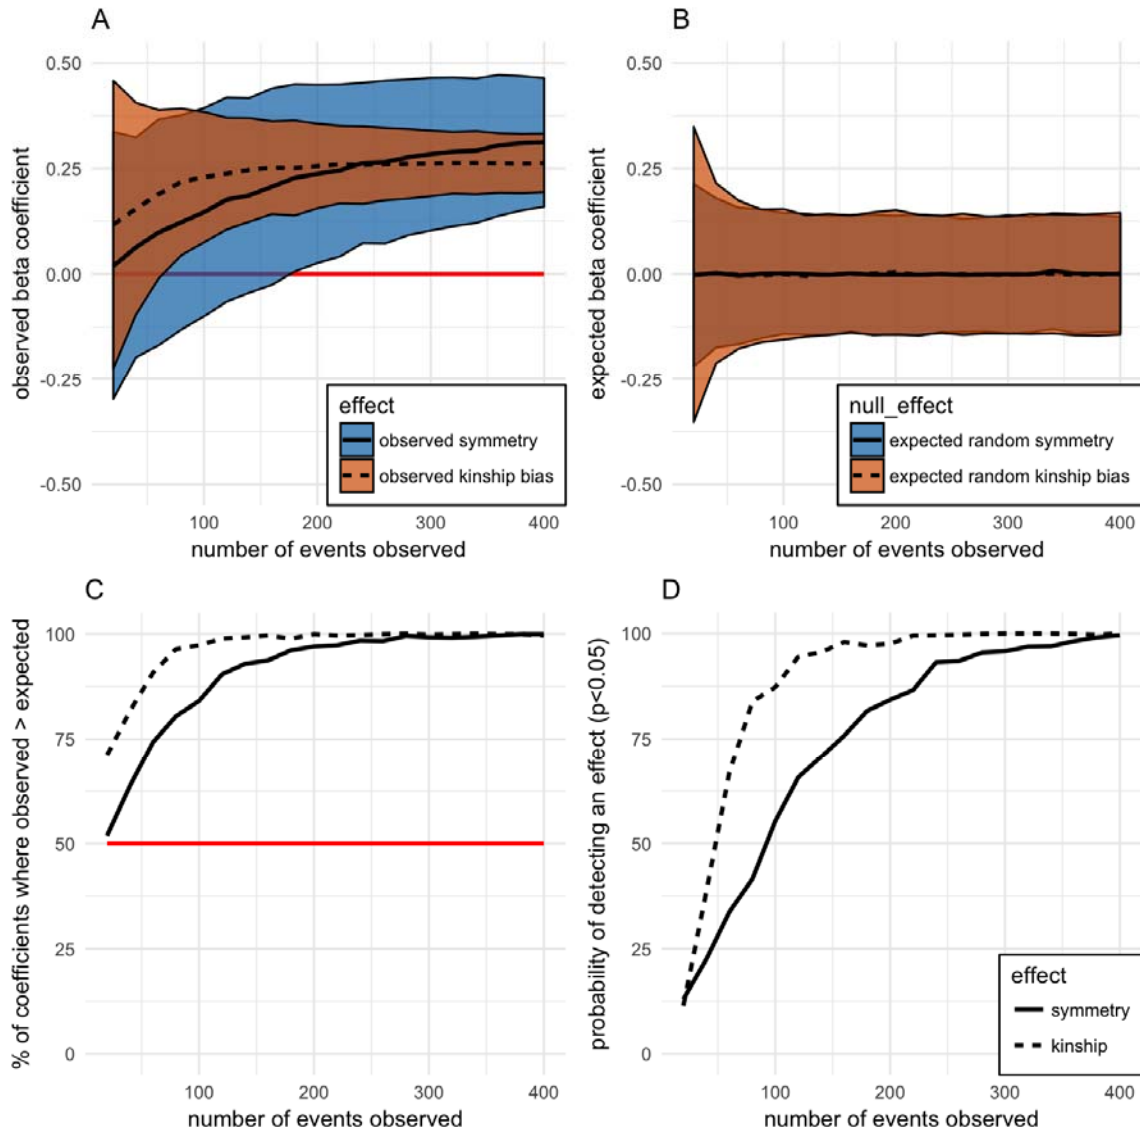 A
0.50
0.25
0.00
-0.25
-0.50
observed beta coefficient
effect
observed symmetry
observed kinship bias
100
200
300
400
number of events observed
B
0.50
0.25
0.00
-0.25
-0.50
expected beta coefficient
null_effect
expected random symmetry
expected random kinship bias
100
200
300
400
number of events observed
C
100
75
50
25
0
% of coefficients where observed > expected
100
200
300
400
number of events observed
D
100
75
50
25
0
probability of detecting an effect (p<0.05)
effect
symmetry
kinship
100
200
300
400
number of events observed